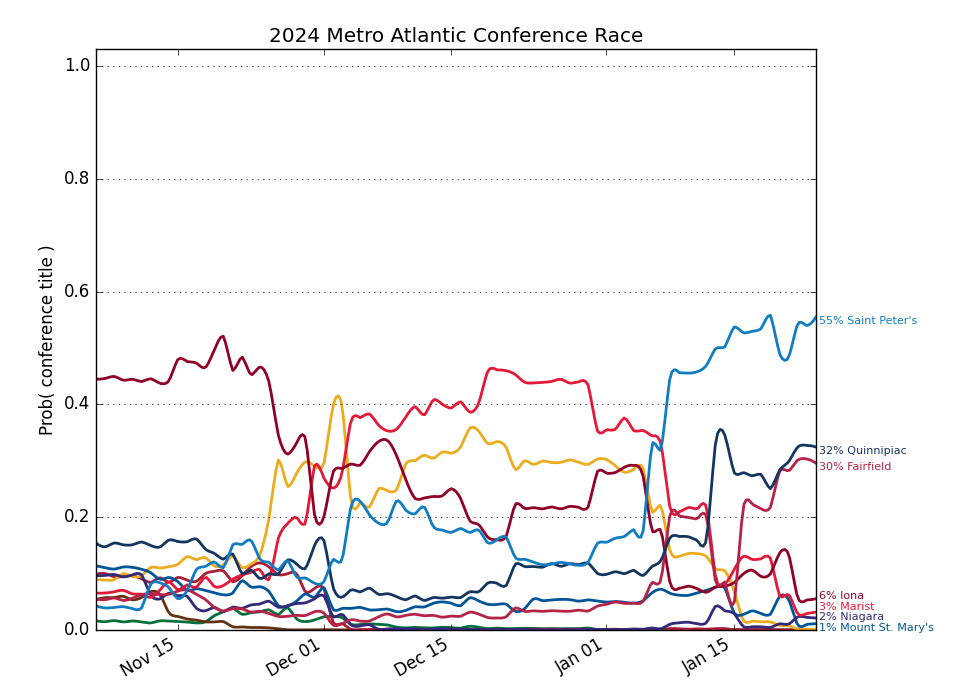 2024 Metro Atlantic Conference Race
Prob( conference title )
1.0
0.8
0.6
0.4
0.2
0.0
Nov 15
Dec 01
Dec 15
Jan 01
Jan 15
55% Saint Peter's
32% Quinnipiac
30% Fairfield
6% Iona
3% Marist
2% Niagara
1% Mount St. Mary's